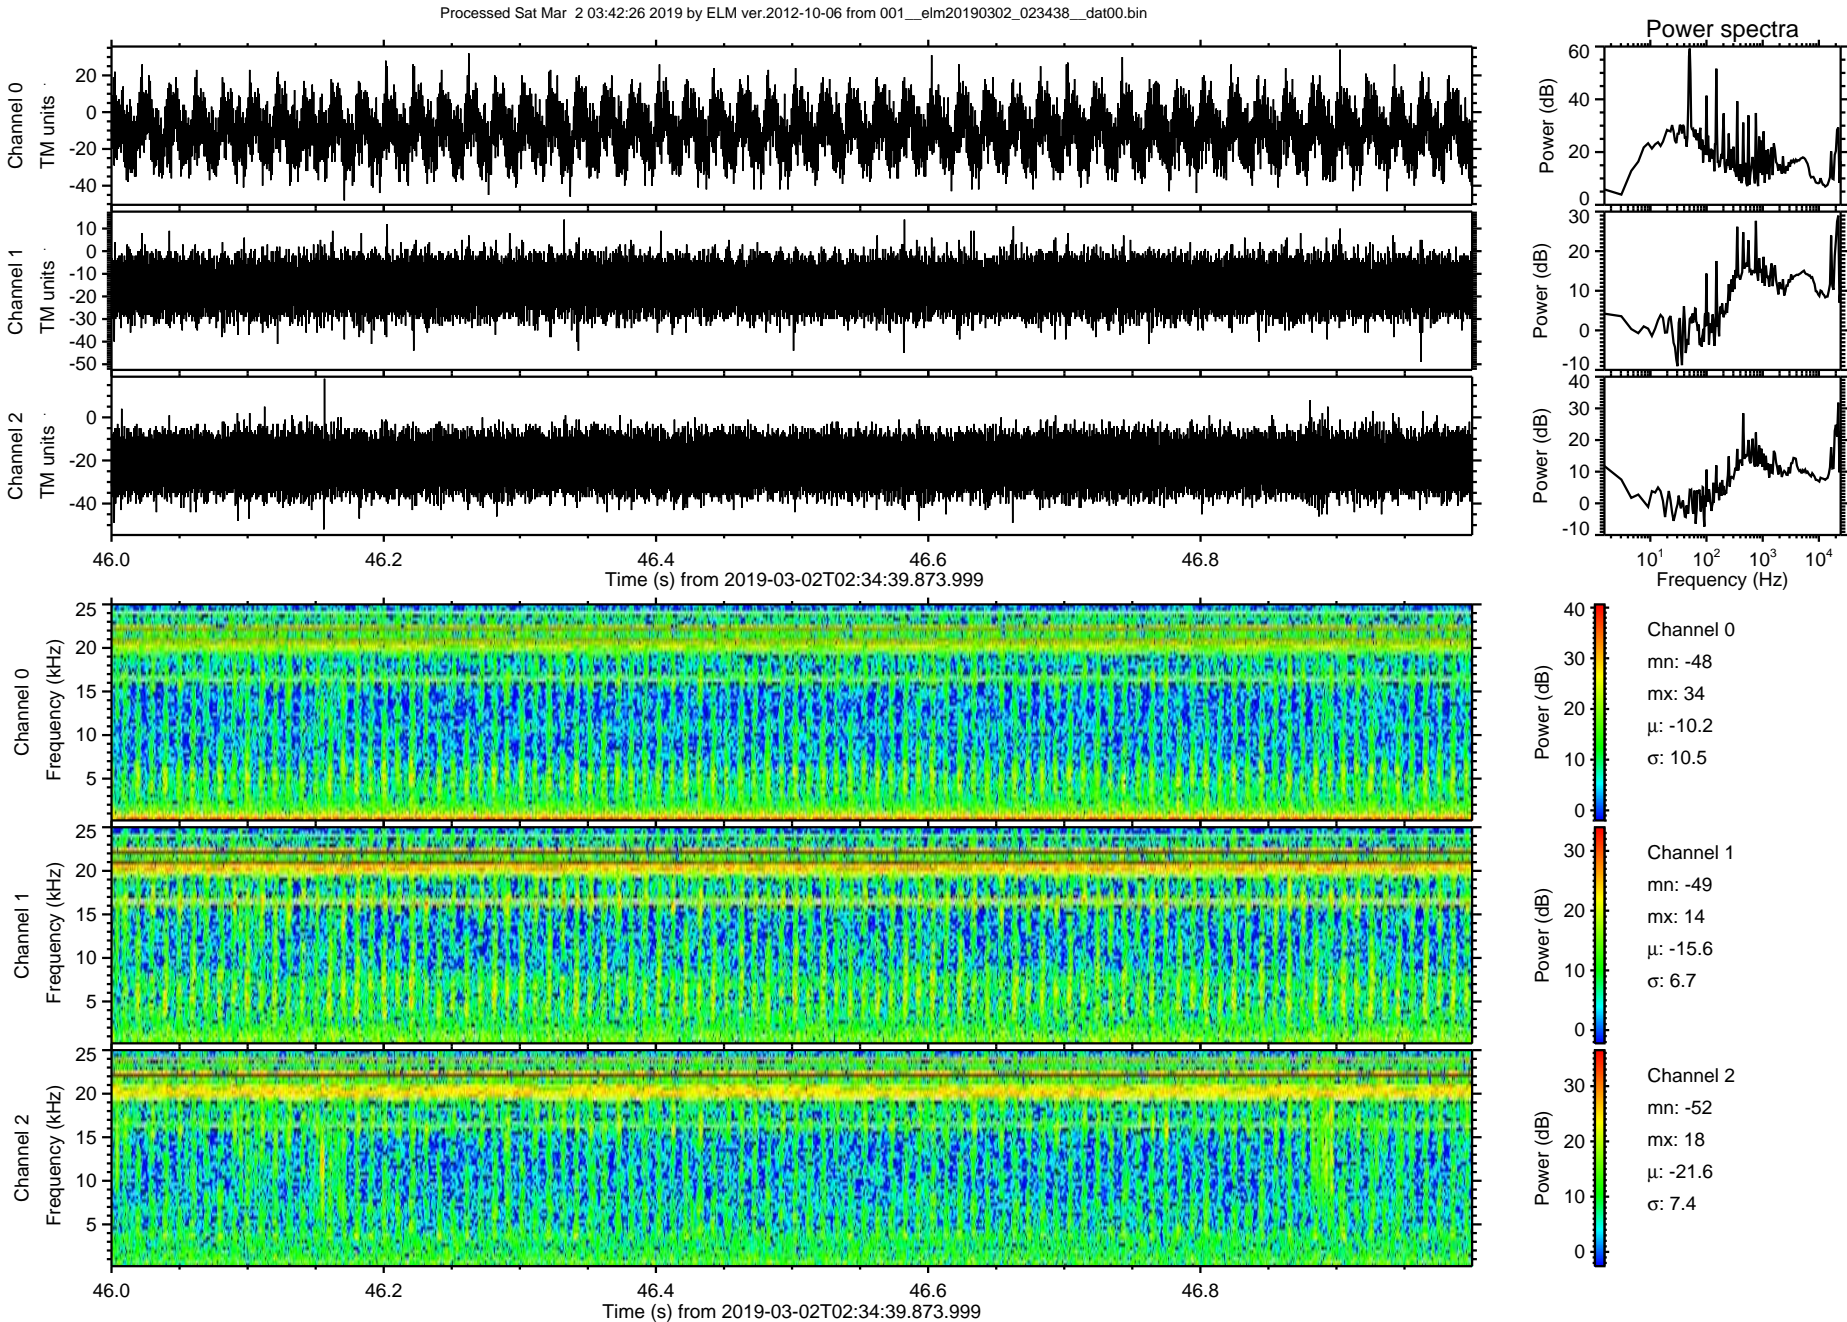 Processed Sat Mar  2 03:42:26 2019 by ELM ver.2012-10-06 from 001__elm20190302_023438__dat00.bin
Power spectra
Channel 0
TM units
20
0
-20
-40
Power (dB)
60
40
20
0
Channel 1
TM units
10
0
-10
-20
-30
-40
-50
Power (dB)
30
20
10
0
-10
Channel 2
TM units
0
-20
-40
Power (dB)
40
30
20
10
0
-10
46.0 46.2 46.4 46.6 46.8
Time (s) from 2019-03-02T02:34:39.873.999
10^1 10^2 10^3 10^4
Frequency (Hz)
Channel 0
Frequency (kHz)
25
20
15
10
5
Power (dB)
40
30
20
10
0
Channel 0
mn: -48
mx: 34
μ: -10.2
σ: 10.5
Channel 1
Frequency (kHz)
25
20
15
10
5
Power (dB)
30
20
10
0
Channel 1
mn: -49
mx: 14
μ: -15.6
σ: 6.7
Channel 2
Frequency (kHz)
25
20
15
10
5
Power (dB)
30
20
10
0
Channel 2
mn: -52
mx: 18
μ: -21.6
σ: 7.4
46.0 46.2 46.4 46.6 46.8
Time (s) from 2019-03-02T02:34:39.873.999